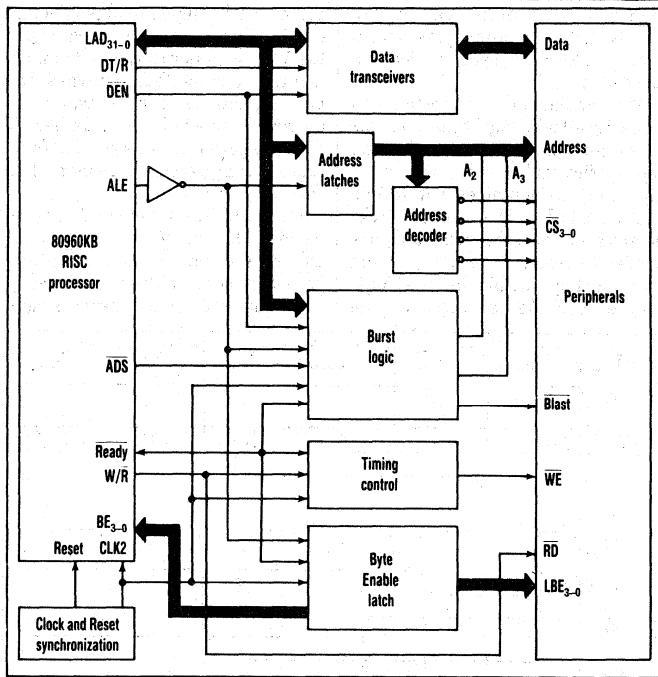 LAD31–0
DT/R
DEN
ALE
80960KB
RISC
processor
ADS
Ready
W/R
BE3–0
Reset CLK2
Clock and Reset
synchronization
Data
transceivers
Address
latches
Address
decoder
A2
A3
Burst
logic
Timing
control
Byte
Enable
latch
Data
Address
CS3–0
Peripherals
Blast
WE
RD
LBE3–0